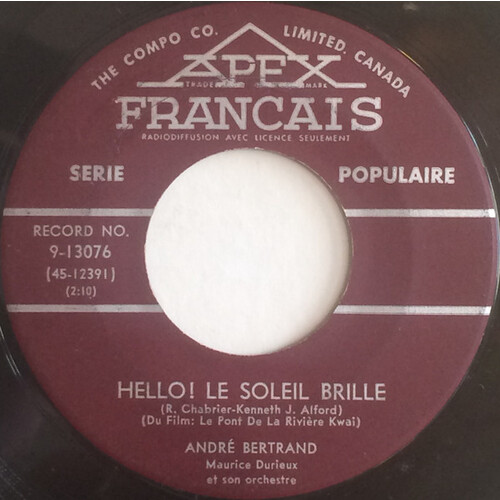 THE COMPO CO. LIMITED, CANADA
APEX
TRADE MARK
FRANCAIS
RADIODIFFUSION AVEC LICENCE SEULEMENT
SERIE POPULAIRE
RECORD NO.
9-13076
(45-12391)
(2:10)
HELLO! LE SOLEIL BRILLE
(R. Chabrier-Kenneth J. Alford)
(Du Film: Le Pont De La Rivière Kwai)
ANDRÉ BERTRAND
Maurice Durieux
et son orchestre